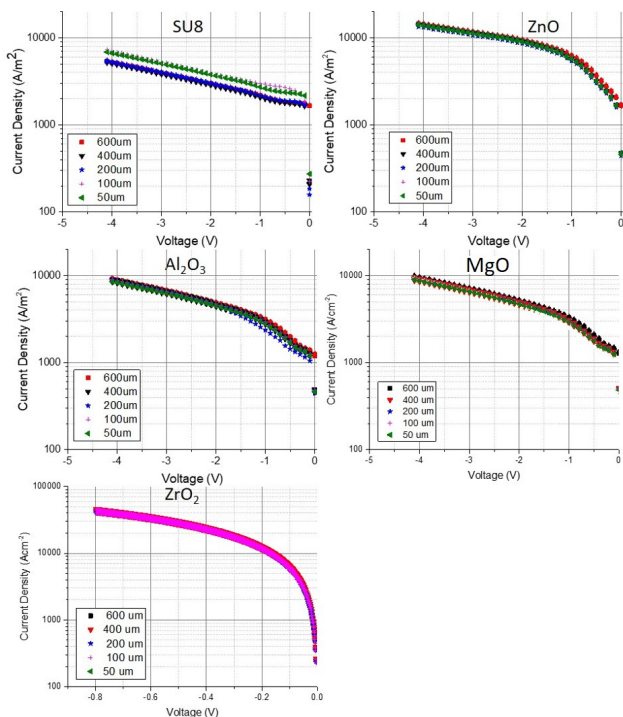 SU8
Current Density (A/m²)
10000
1000
100
600um
400um
200um
100um
50um
-5
-4
-3
-2
-1
0
Voltage (V)
ZnO
Current Density (A/m²)
10000
1000
100
600um
400um
200um
100um
50um
-5
-4
-3
-2
-1
0
Voltage (V)
Al₂O₃
Current Density (A/m²)
10000
1000
100
600um
400um
200um
100um
50um
-5
-4
-3
-2
-1
0
Voltage (V)
MgO
Current Density (A/cm²)
10000
1000
100
600 um
400 um
200 um
100 um
50 um
-5
-4
-3
-2
-1
0
Voltage (V)
ZrO₂
Current Density (Acm⁻²)
100000
10000
1000
100
600 um
400 um
200 um
100 um
50 um
-0.8
-0.6
-0.4
-0.2
0.0
Voltage (V)